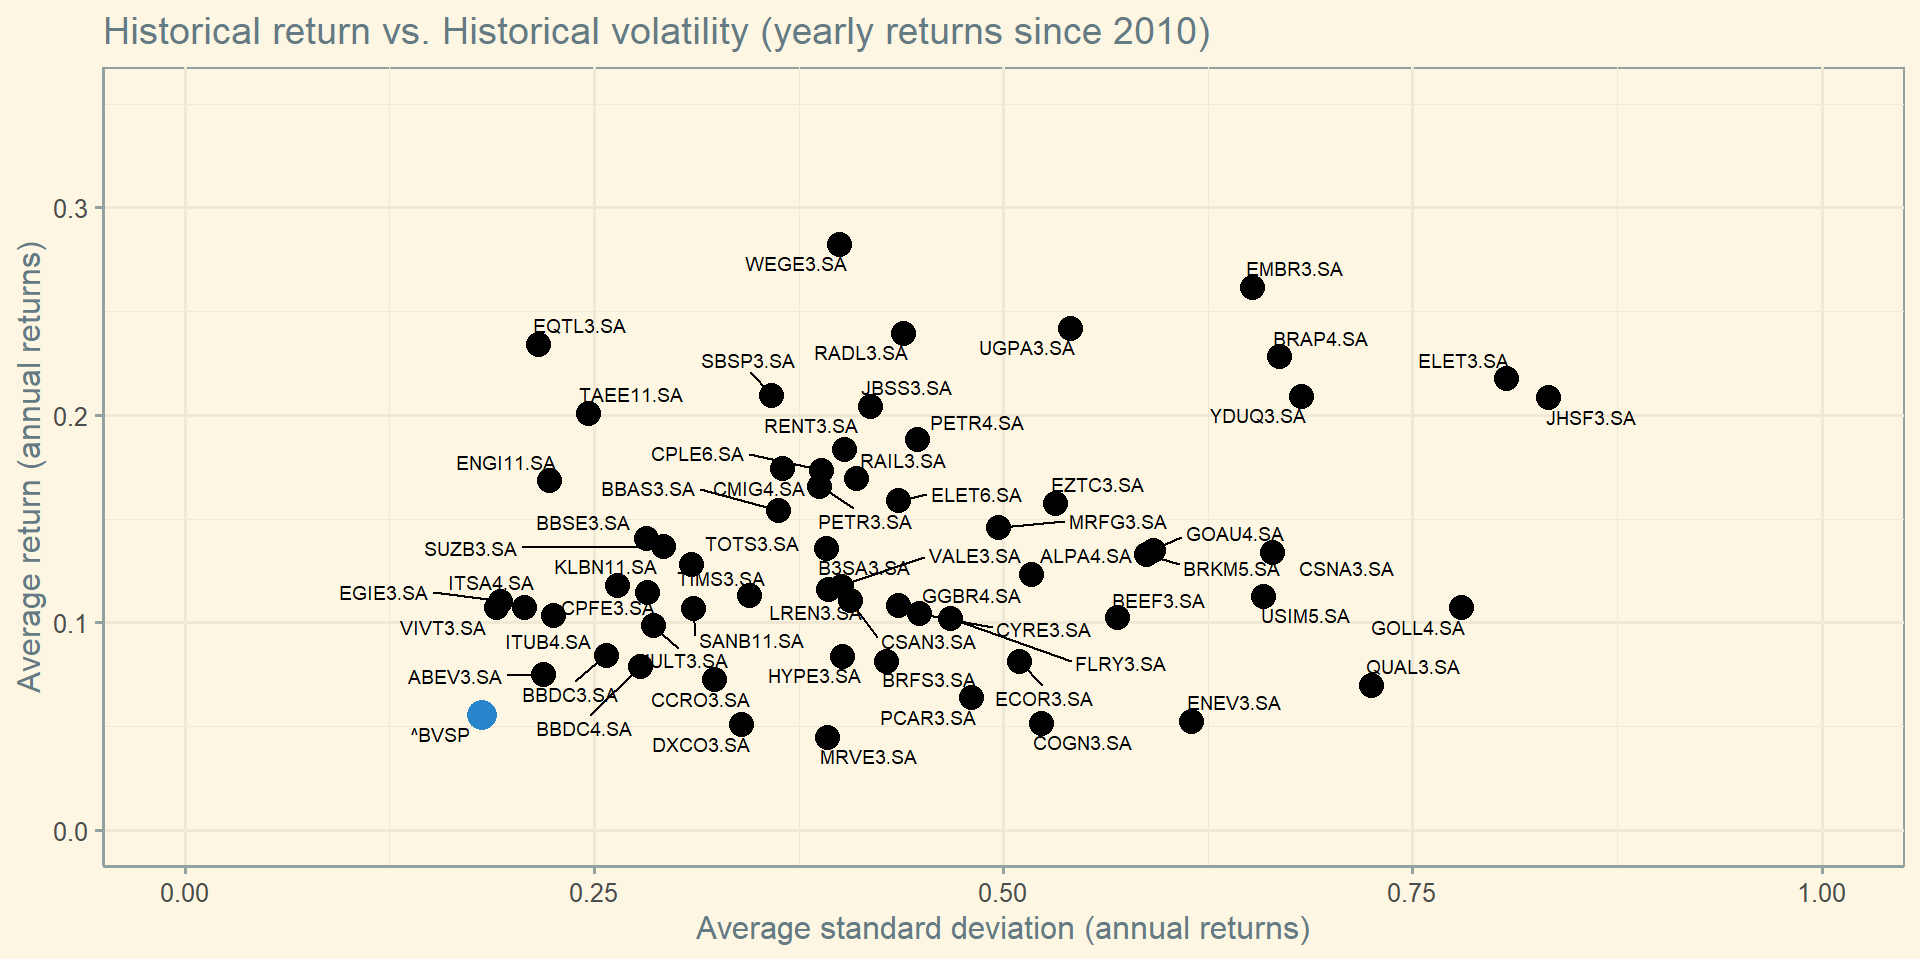 Historical return vs. Historical volatility (yearly returns since 2010)
Average return (annual returns)
0.3
0.2
0.1
0.0
WEGE3.SA
EMBR3.SA
EQTL3.SA
RADL3.SA
UGPA3.SA
BRAP4.SA
SBSP3.SA
ELET3.SA
TAEE11.SA
JBSS3.SA
YDUQ3.SA
JHSF3.SA
RENT3.SA
PETR4.SA
CPLE6.SA
RAIL3.SA
ENGI11.SA
BBAS3.SA
CMIG4.SA
ELET6.SA
EZTC3.SA
BBSE3.SA
PETR3.SA
MRFG3.SA
GOAU4.SA
SUZB3.SA
TOTS3.SA
VALE3.SA
ALPA4.SA
KLBN11.SA
B3SA3.SA
BRKM5.SA
CSNA3.SA
ITSA4.SA
TIMS3.SA
EGIE3.SA
GGBR4.SA
BEEF3.SA
CPFE3.SA
LREN3.SA
USIM5.SA
VIVT3.SA
CYRE3.SA
GOLL4.SA
ITUB4.SA
SANB11.SA
CSAN3.SA
MULT3.SA
FLRY3.SA
QUAL3.SA
ABEV3.SA
HYPE3.SA
BRFS3.SA
BBDC3.SA
CCRO3.SA
ECOR3.SA
ENEV3.SA
PCAR3.SA
BBDC4.SA
^BVSP
DXCO3.SA
COGN3.SA
MRVE3.SA
0.00
0.25
0.50
0.75
1.00
Average standard deviation (annual returns)